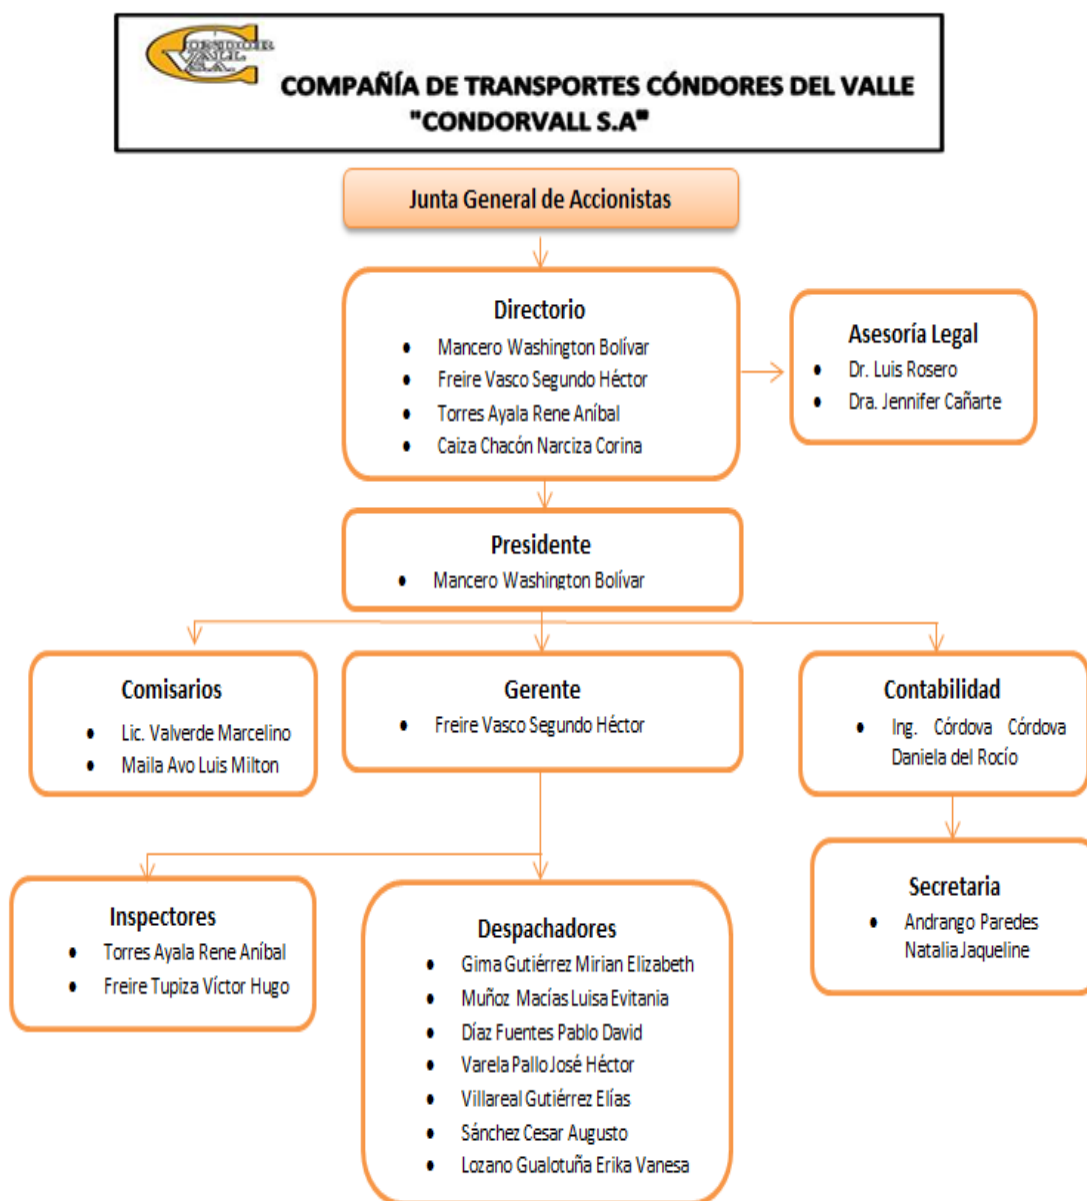 CONDOR
VALL
S.A
COMPAÑÍA DE TRANSPORTES CÓNDORES DEL VALLE
"CONDORVALL S.A"
Junta General de Accionistas
Directorio
• Mancero Washington Bolívar
• Freire Vasco Segundo Héctor
• Torres Ayala Rene Aníbal
• Caiza Chacón Narciza Corina
Asesoría Legal
• Dr. Luis Rosero
• Dra. Jennifer Cañarte
Presidente
• Mancero Washington Bolívar
Comisarios
• Lic. Valverde Marcelino
• Maila Avo Luis Milton
Gerente
• Freire Vasco Segundo Héctor
Contabilidad
• Ing. Córdova Córdova
Daniela del Rocío
Inspectores
• Torres Ayala Rene Aníbal
• Freire Tupiza Víctor Hugo
Despachadores
• Gima Gutiérrez Mirian Elizabeth
• Muñoz Macías Luisa Evitania
• Díaz Fuentes Pablo David
• Varela Pallo José Héctor
• Villareal Gutiérrez Elías
• Sánchez Cesar Augusto
• Lozano Gualotuña Erika Vanesa
Secretaria
• Andrango Paredes
Natalia Jaqueline